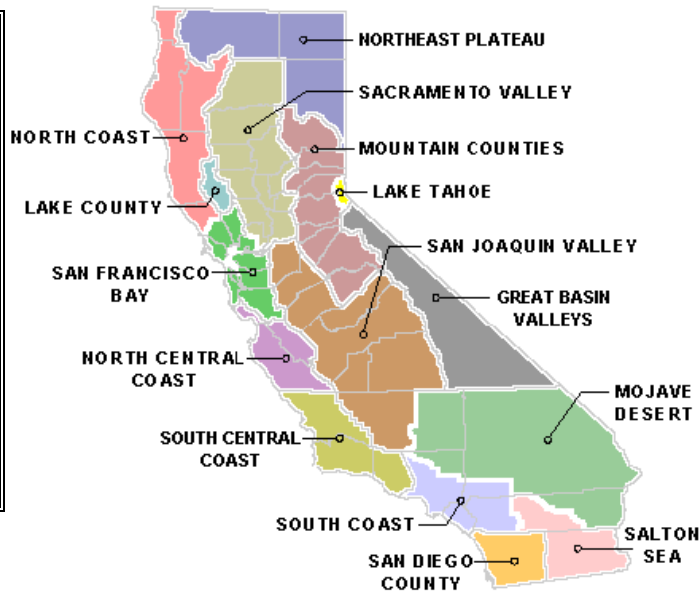 NORTHEAST PLATEAU
SACRAMENTO VALLEY
NORTH COAST
MOUNTAIN COUNTIES
LAKE TAHOE
LAKE COUNTY
SAN JOAQUIN VALLEY
SAN FRANCISCO
BAY
GREAT BASIN
VALLEYS
NORTH CENTRAL
COAST
MOJAVE
DESERT
SOUTH CENTRAL
COAST
SOUTH COAST
SALTON
SEA
SAN DIEGO
COUNTY